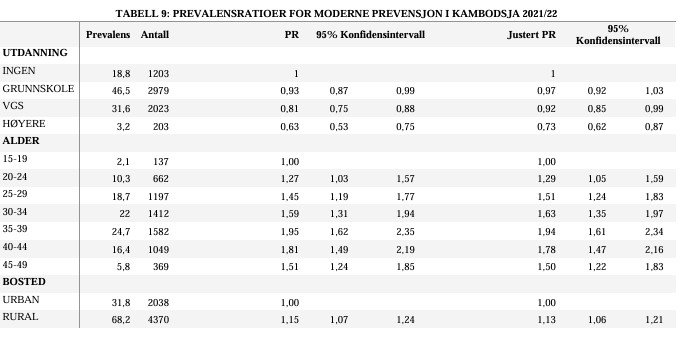 TABELL 9: PREVALENSRATIOER FOR MODERNE PREVENSJON I KAMBODSJA 2021/22
Prevalens Antall PR 95% Konfidensintervall Justert PR 95% Konfidensintervall
UTDANNING
INGEN 18,8 1203 1 1
GRUNNSKOLE 46,5 2979 0,93 0,87 0,99 0,97 0,92 1,03
VGS 31,6 2023 0,81 0,75 0,88 0,92 0,85 0,99
HØYERE 3,2 203 0,63 0,53 0,75 0,73 0,62 0,87
ALDER
15-19 2,1 137 1,00 1,00
20-24 10,3 662 1,27 1,03 1,57 1,29 1,05 1,59
25-29 18,7 1197 1,45 1,19 1,77 1,51 1,24 1,83
30-34 22 1412 1,59 1,31 1,94 1,63 1,35 1,97
35-39 24,7 1582 1,95 1,62 2,35 1,94 1,61 2,34
40-44 16,4 1049 1,81 1,49 2,19 1,78 1,47 2,16
45-49 5,8 369 1,51 1,24 1,85 1,50 1,22 1,83
BOSTED
URBAN 31,8 2038 1,00 1,00
RURAL 68,2 4370 1,15 1,07 1,24 1,13 1,06 1,21